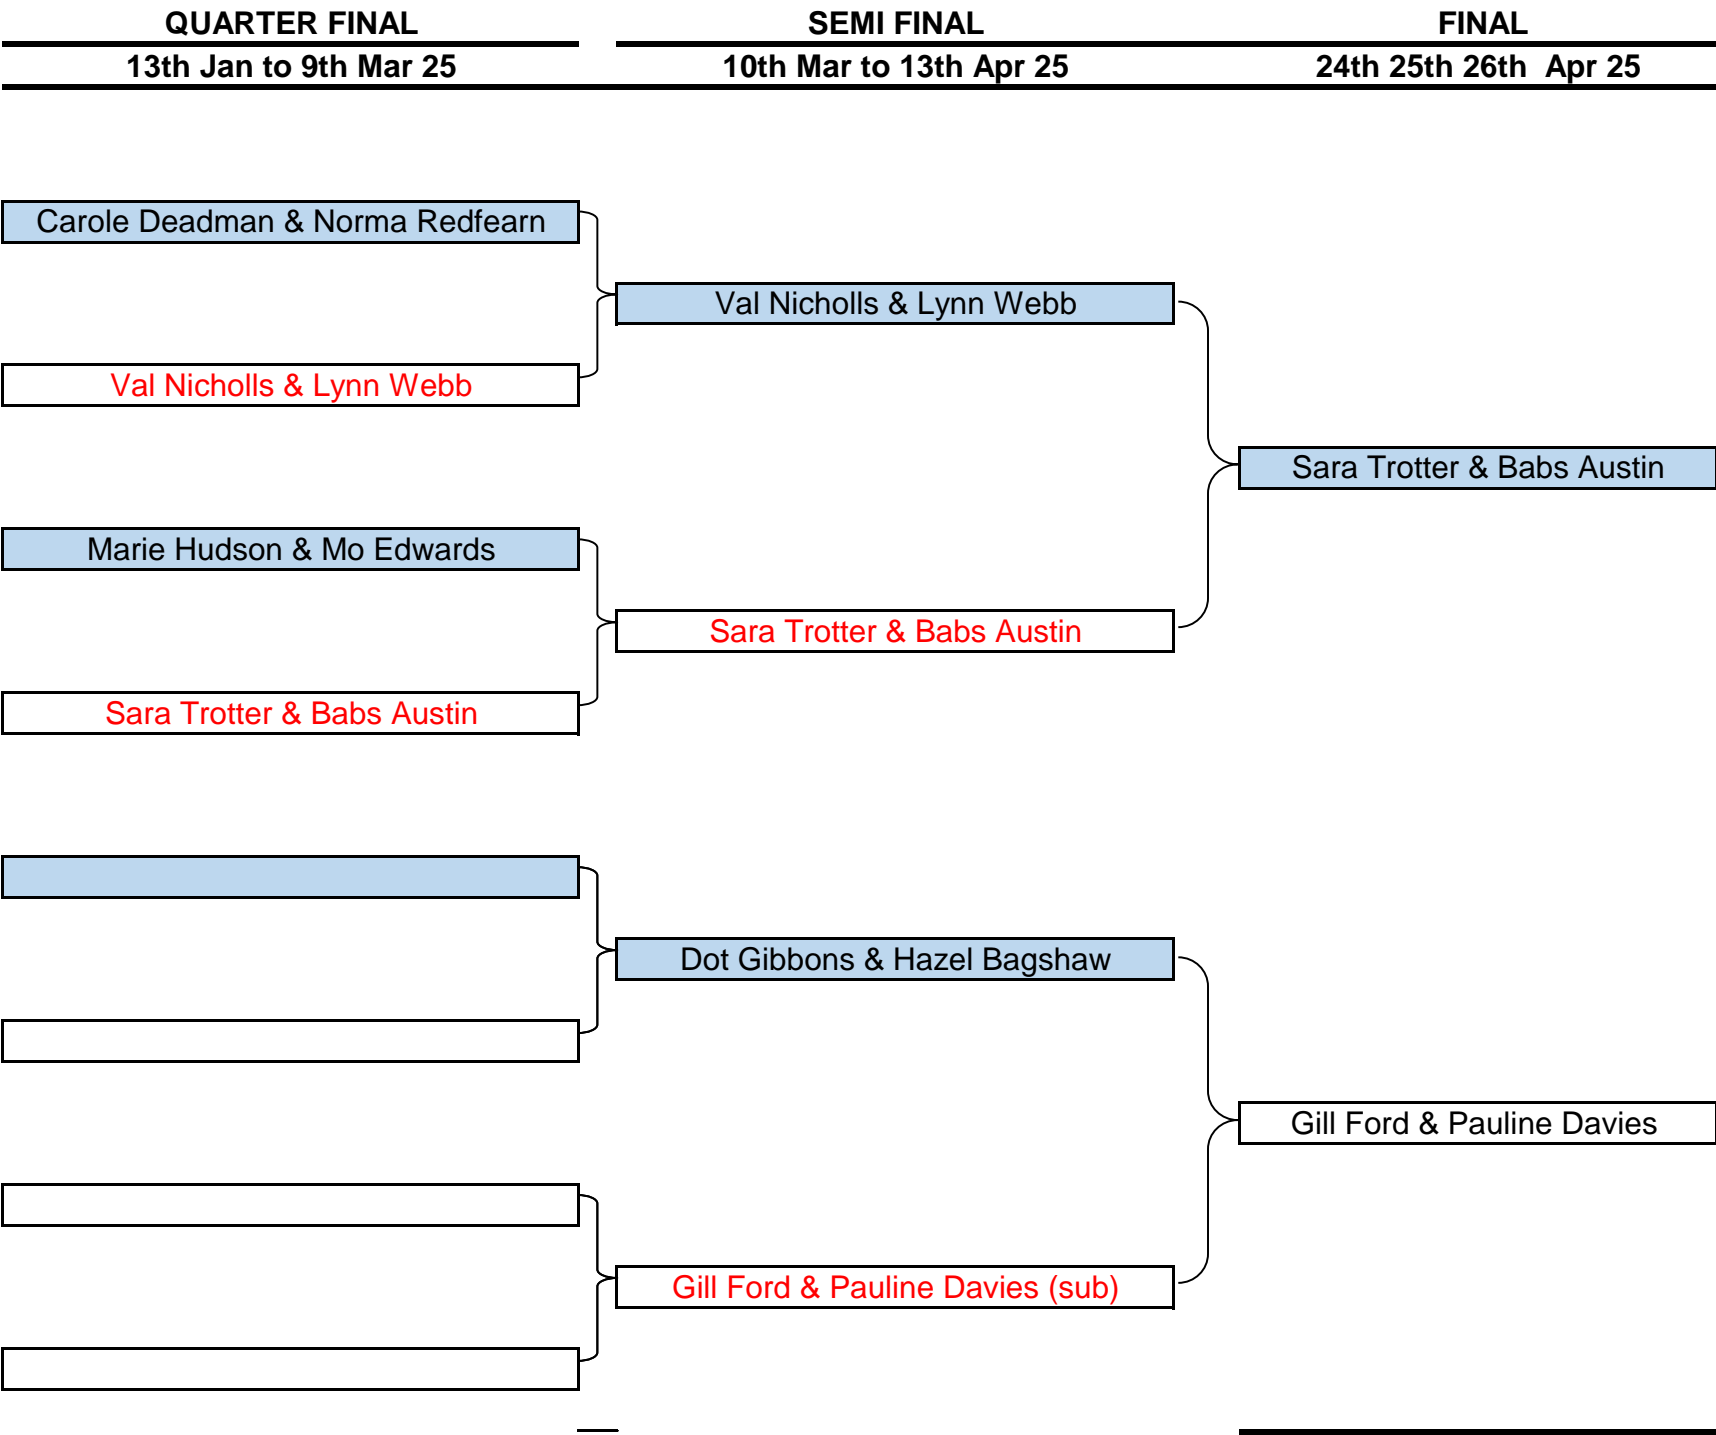 QUARTER FINAL
SEMI FINAL
FINAL
13th Jan to 9th Mar 25
10th Mar to 13th Apr 25
24th 25th 26th  Apr 25
Carole Deadman & Norma Redfearn
Val Nicholls & Lynn Webb
Val Nicholls & Lynn Webb
Sara Trotter & Babs Austin
Marie Hudson & Mo Edwards
Sara Trotter & Babs Austin
Sara Trotter & Babs Austin
Dot Gibbons & Hazel Bagshaw
Gill Ford & Pauline Davies
Gill Ford & Pauline Davies (sub)